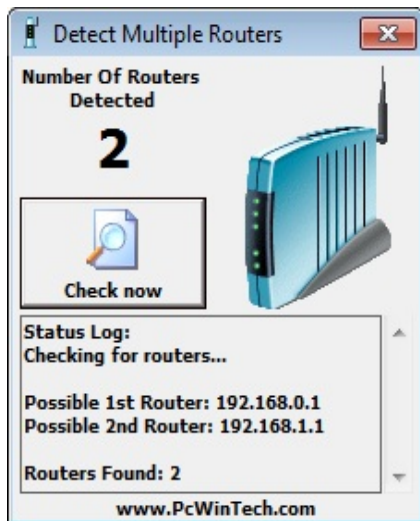 Detect Multiple Routers
Number Of Routers
Detected
2
Check now
Status Log:
Checking for routers...
Possible 1st Router: 192.168.0.1
Possible 2nd Router: 192.168.1.1
Routers Found: 2
www.PcWinTech.com